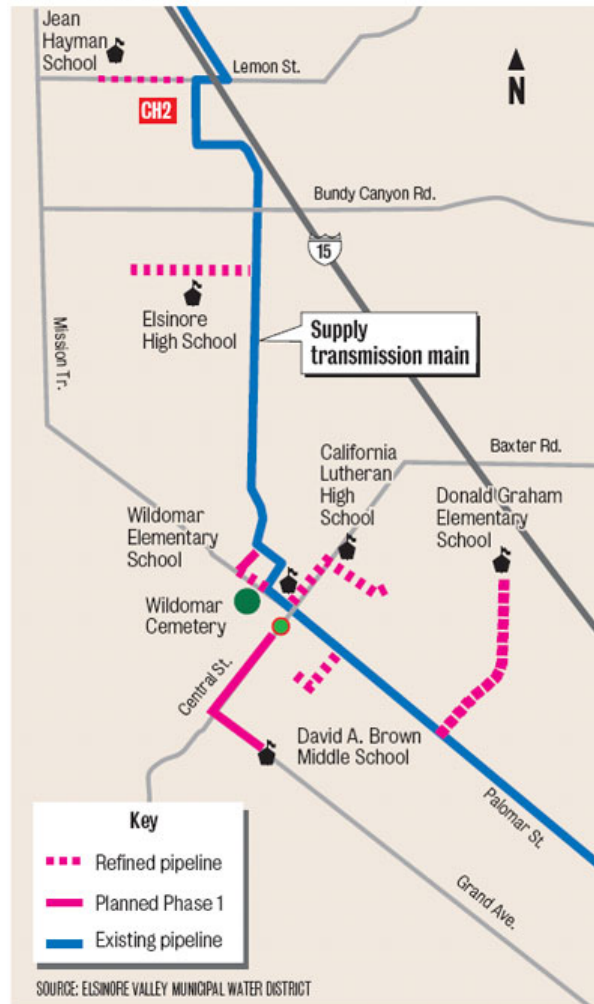 Jean
Hayman
School
Lemon St.
N
CH2
Bundy Canyon Rd.
15
Elsinore
High School
Supply
transmission main
Mission Tr.
California
Lutheran
High
School
Baxter Rd.
Donald Graham
Elementary
School
Wildomar
Elementary
School
Wildomar
Cemetery
Central St.
David A. Brown
Middle School
Palomar St.
Grand Ave.
Key
Refined pipeline
Planned Phase 1
Existing pipeline
SOURCE: ELSINORE VALLEY MUNICIPAL WATER DISTRICT